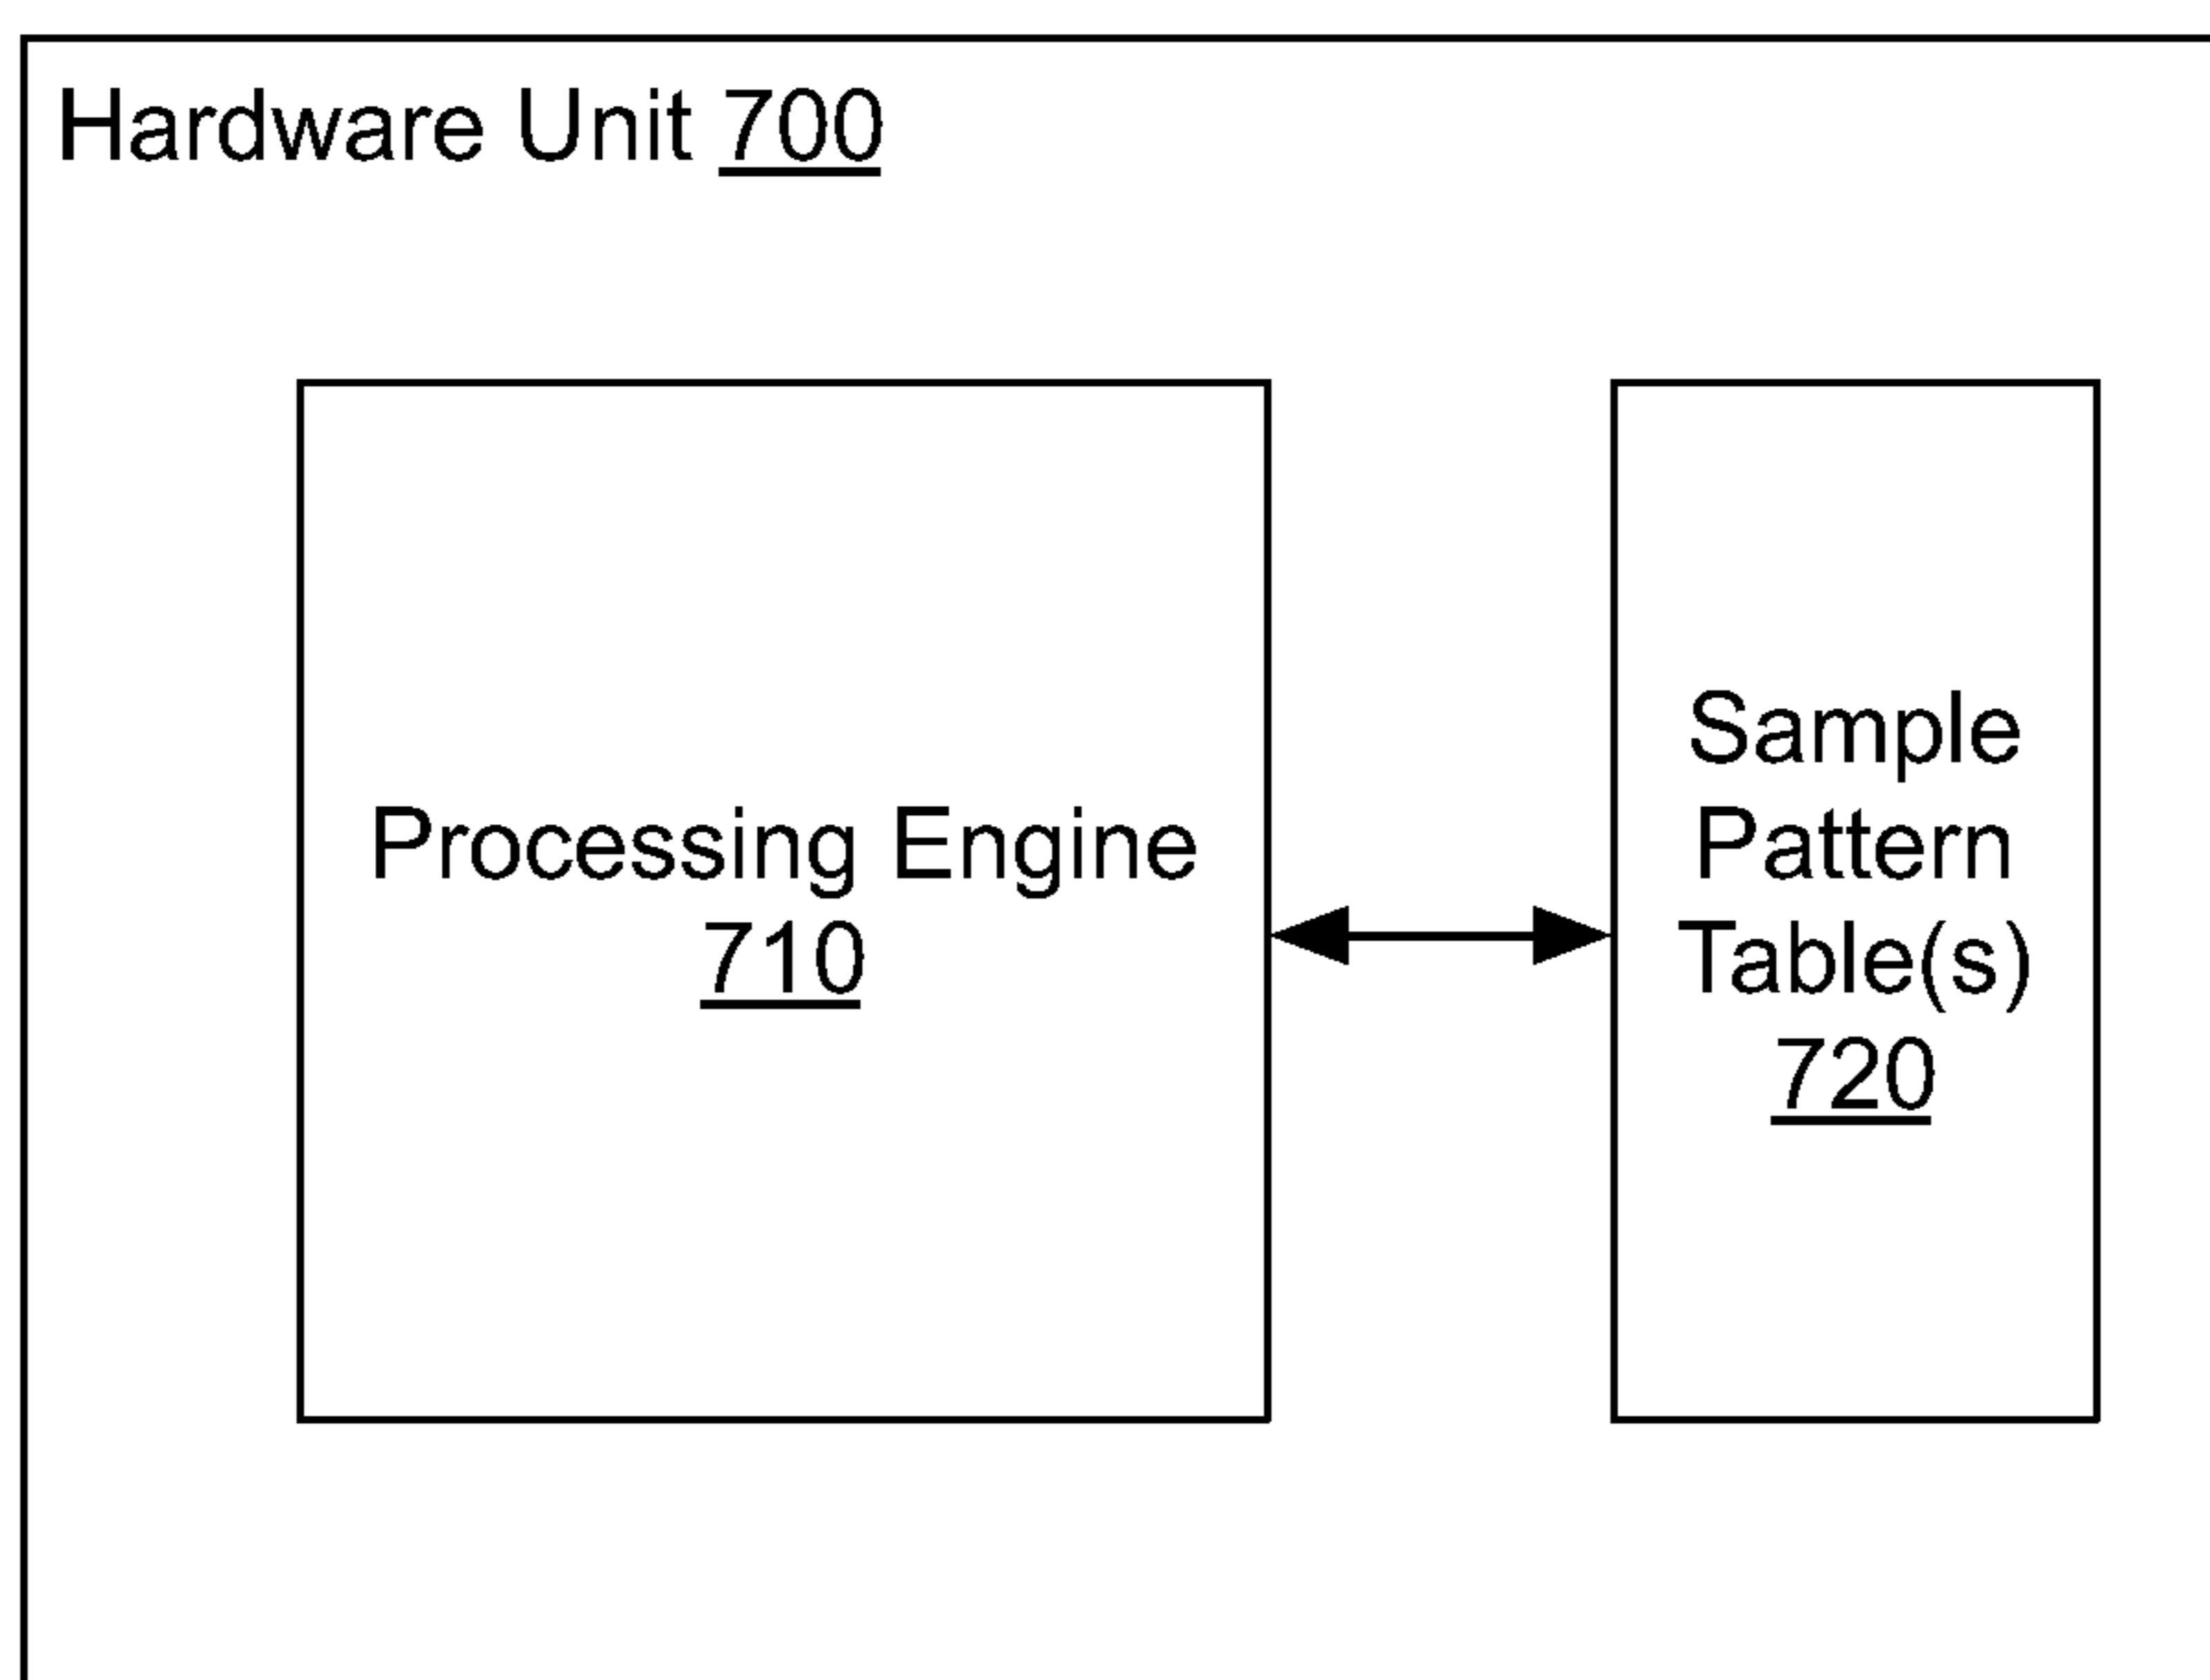 Hardware Unit 700
Processing Engine
710
Sample
Pattern
Table(s)
720